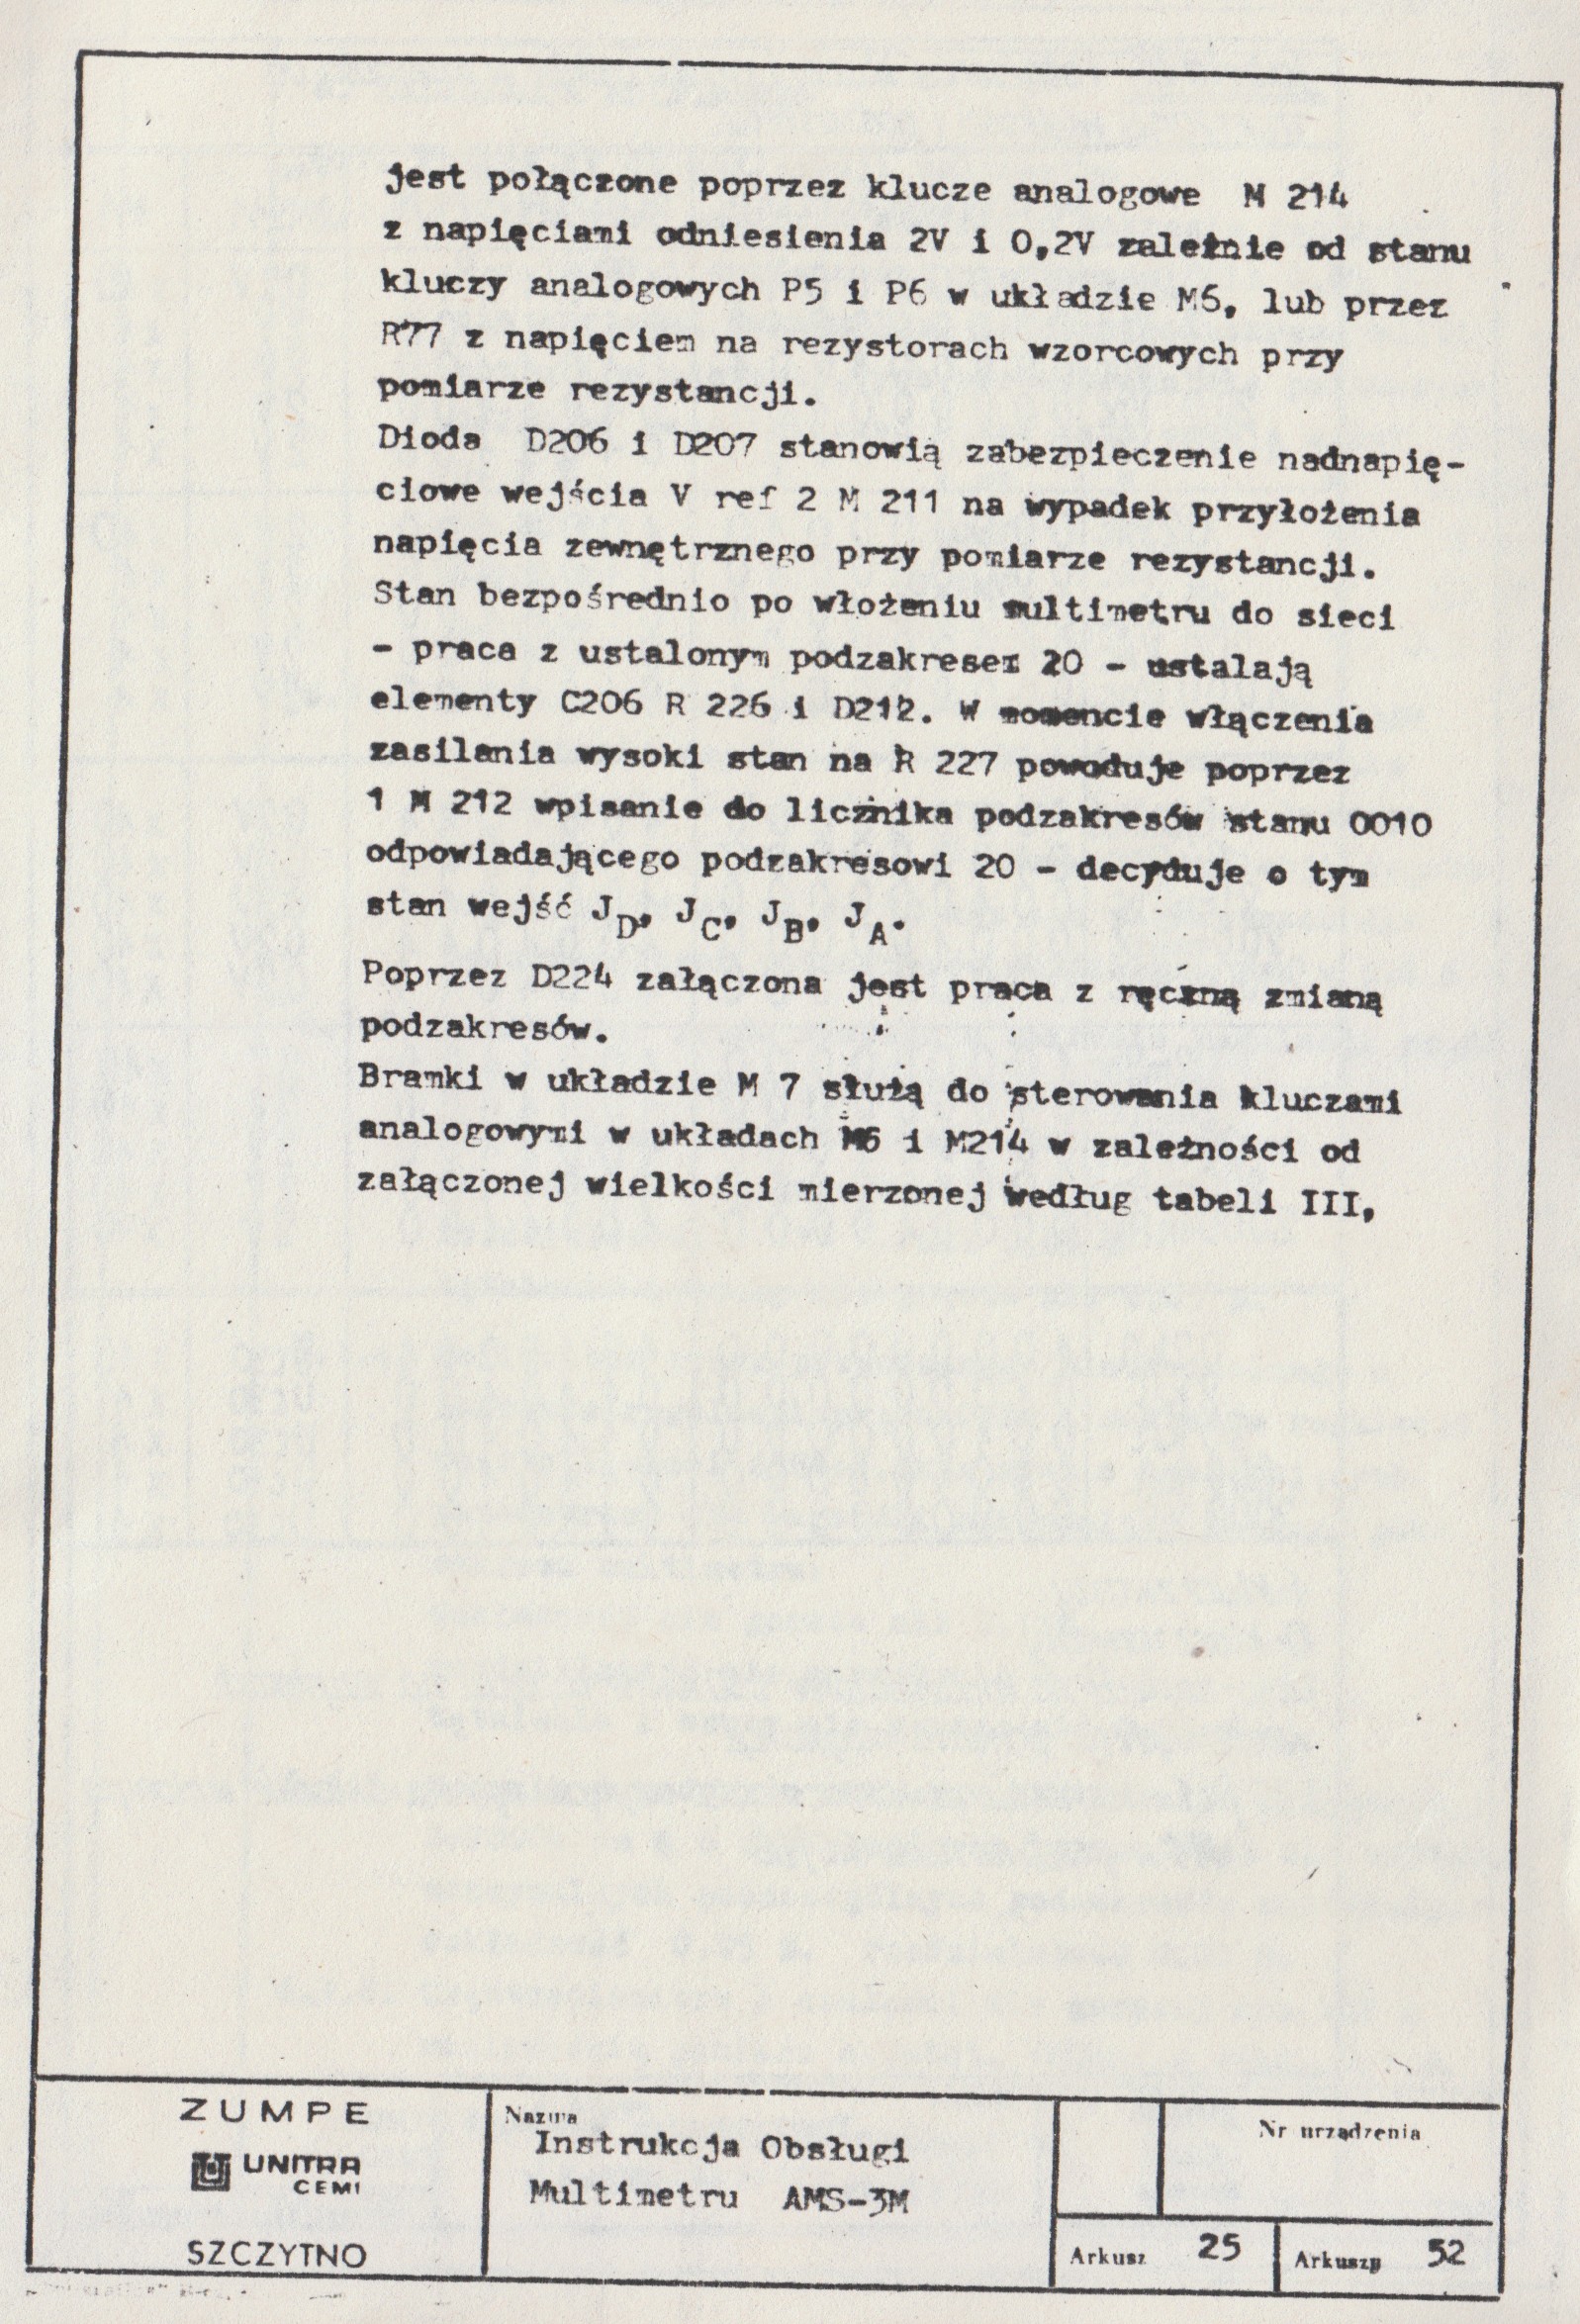 jest połączone poprzez klucze analogowe M 214
z napięciami odniesienia 2V i 0,2V zależnie od stanu
kluczy analogowych P5 i P6 w układzie M6, lub przez
R77 z napięciem na rezystorach wzorcowych przy
pomiarze rezystancji.
Dioda D206 i D207 stanowią zabezpieczenie nadnapię-
ciowe wejścia V ref 2 M 211 na wypadek przyłożenia
napięcia zewnętrznego przy pomiarze rezystancji.
Stan bezpośrednio po włożeniu multimetru do sieci
- praca z ustalonym podzakresem 20 - ustalają
elementy C206 R 226 i D212. W momencie włączenia
zasilania wysoki stan na R 227 powoduje poprzez
1 M 212 wpisanie do licznika podzakresów stanu 0010
odpowiadającego podzakresowi 20 - decyduje o tym
stan wejść J_D, J_C, J_B, J_A.
Poprzez D224 załączona jest praca z ręczną zmianą
podzakresów.
Bramki w układzie M 7 służą do sterowania kluczami
analogowymi w układach M6 i M214 w zależności od
załączonej wielkości mierzonej według tabeli III,
ZUMPE
UNITRA
CEMI
SZCZYTNO
Nazwa
Instrukcja Obsługi
Multimetru AMS-3M
Nr urządzenia
Arkusz 25
Arkuszy 52